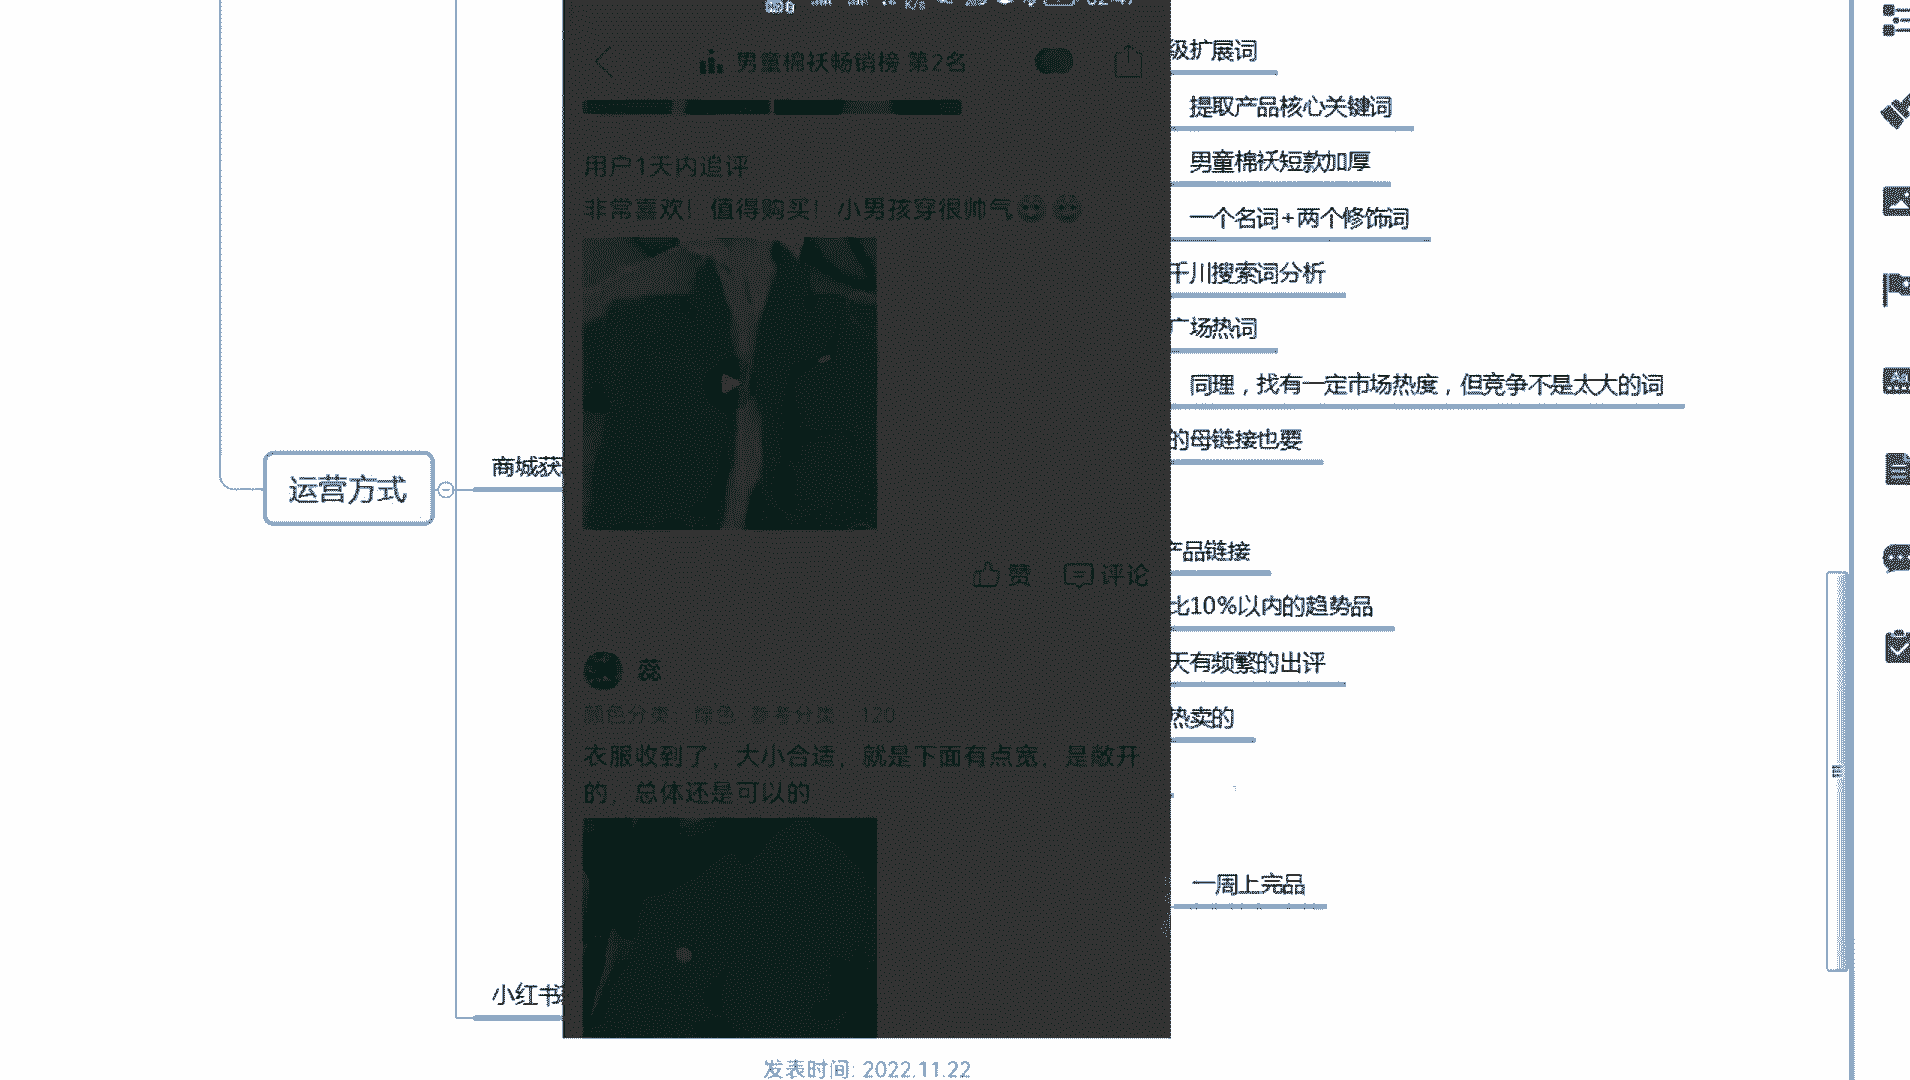 运营方式
商城获
小红书
02:47
男童棉袄畅销榜 第2名
用户1天内追评
非常喜欢！值得购买！小男孩穿很帅气
赞 评论
蕊
颜色分类：棕色 参考分类： 120
衣服收到了，大小合适，就是下面有点宽，是敞开
的，总体还是可以的
发表时间: 2022.11.22
级扩展词
提取产品核心关键词
男童棉袄短款加厚
一个名词+两个修饰词
千川搜索词分析
广场热词
同理，找有一定市场热度，但竞争不是太大的词
的母链接也要
产品链接
比10%以内的趋势品
天有频繁的出评
热卖的
一周上完品